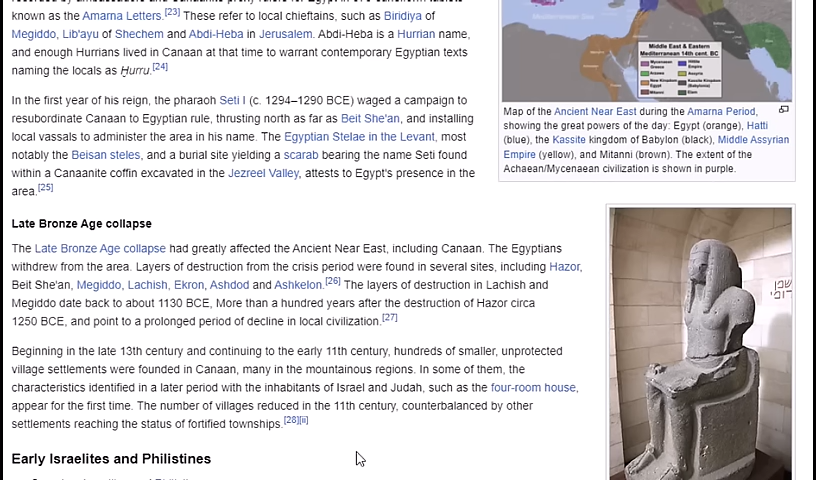 known as the Amarna Letters.[23] These refer to local chieftains, such as Biridiya of
Megiddo, Lib'ayu of Shechem and Abdi-Heba in Jerusalem. Abdi-Heba is a Hurrian name,
and enough Hurrians lived in Canaan at that time to warrant contemporary Egyptian texts
naming the locals as Ḫurru.[24]
In the first year of his reign, the pharaoh Seti I (c. 1294–1290 BCE) waged a campaign to
resubordinate Canaan to Egyptian rule, thrusting north as far as Beit She'an, and installing
local vassals to administer the area in his name. The Egyptian Stelae in the Levant, most
notably the Beisan steles, and a burial site yielding a scarab bearing the name Seti found
within a Canaanite coffin excavated in the Jezreel Valley, attests to Egypt's presence in the
area.[25]
Late Bronze Age collapse
The Late Bronze Age collapse had greatly affected the Ancient Near East, including Canaan. The Egyptians
withdrew from the area. Layers of destruction from the crisis period were found in several sites, including Hazor,
Beit She'an, Megiddo, Lachish, Ekron, Ashdod and Ashkelon.[26] The layers of destruction in Lachish and
Megiddo date back to about 1130 BCE, More than a hundred years after the destruction of Hazor circa
1250 BCE, and point to a prolonged period of decline in local civilization.[27]
Beginning in the late 13th century and continuing to the early 11th century, hundreds of smaller, unprotected
village settlements were founded in Canaan, many in the mountainous regions. In some of them, the
characteristics identified in a later period with the inhabitants of Israel and Judah, such as the four-room house,
appear for the first time. The number of villages reduced in the 11th century, counterbalanced by other
settlements reaching the status of fortified townships.[28][ii]
Early Israelites and Philistines
Mediterranean Sea
Middle East & Eastern
Mediterranean 14th cent. BC
Map of the Ancient Near East during the Amarna Period,
showing the great powers of the day: Egypt (orange), Hatti
(blue), the Kassite kingdom of Babylon (black), Middle Assyrian
Empire (yellow), and Mitanni (brown). The extent of the
Achaean/Mycenaean civilization is shown in purple.